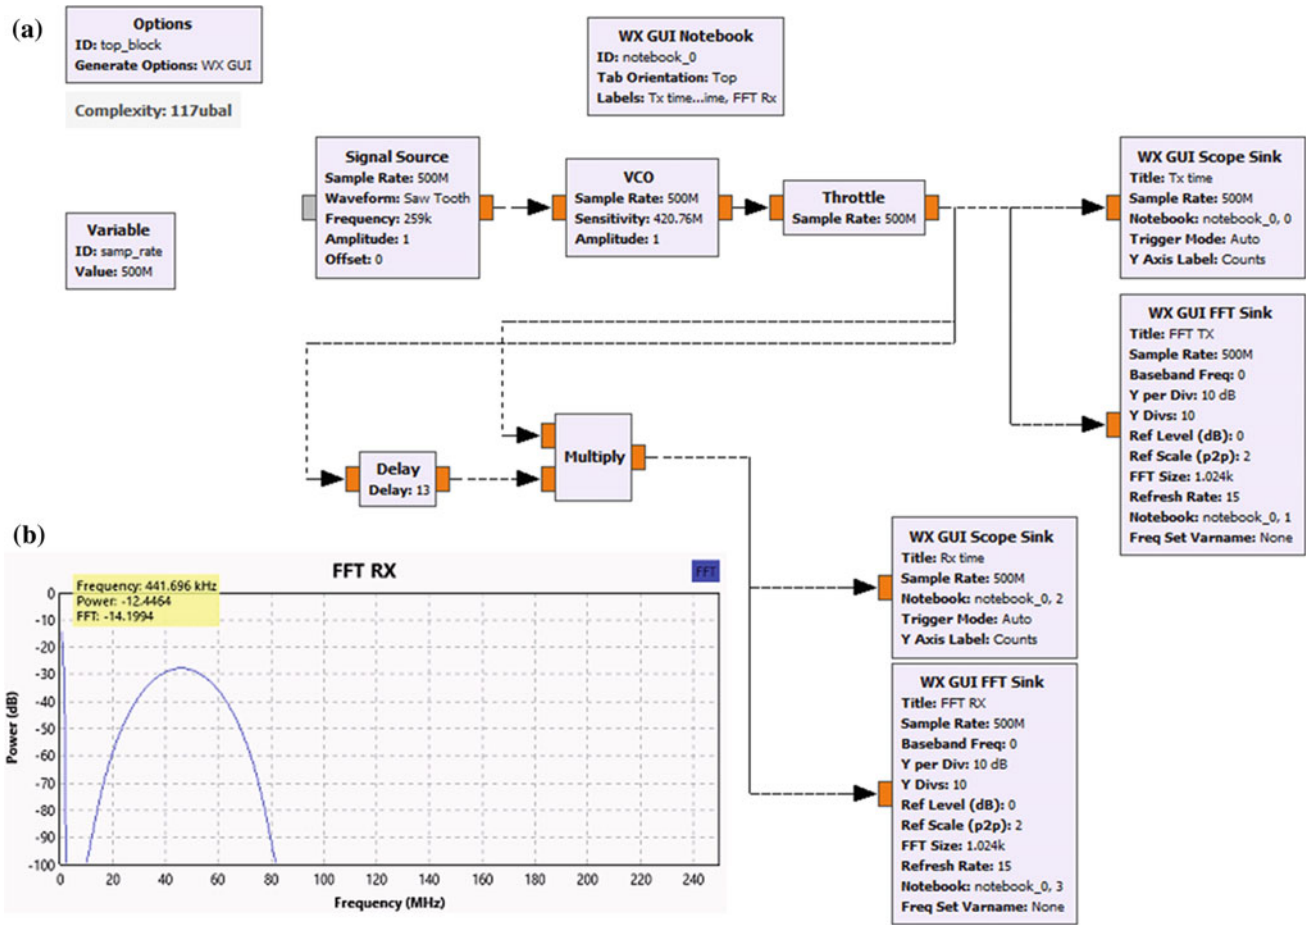 (a)
Options
ID: top_block
Generate Options: WX GUI
Complexity: 117ubal
WX GUI Notebook
ID: notebook_0
Tab Orientation: Top
Labels: Tx time...ime, FFT Rx
Variable
ID: samp_rate
Value: 500M
Signal Source
Sample Rate: 500M
Waveform: Saw Tooth
Frequency: 259k
Amplitude: 1
Offset: 0
VCO
Sample Rate: 500M
Sensitivity: 420.76M
Amplitude: 1
Throttle
Sample Rate: 500M
WX GUI Scope Sink
Title: Tx time
Sample Rate: 500M
Notebook: notebook_0, 0
Trigger Mode: Auto
Y Axis Label: Counts
WX GUI FFT Sink
Title: FFT TX
Sample Rate: 500M
Baseband Freq: 0
Y per Div: 10 dB
Y Divs: 10
Ref Level (dB): 0
Ref Scale (p2p): 2
FFT Size: 1.024k
Refresh Rate: 15
Notebook: notebook_0, 1
Freq Set Varname: None
Delay
Delay: 13
Multiply
WX GUI Scope Sink
Title: Rx time
Sample Rate: 500M
Notebook: notebook_0, 2
Trigger Mode: Auto
Y Axis Label: Counts
WX GUI FFT Sink
Title: FFT RX
Sample Rate: 500M
Baseband Freq: 0
Y per Div: 10 dB
Y Divs: 10
Ref Level (dB): 0
Ref Scale (p2p): 2
FFT Size: 1.024k
Refresh Rate: 15
Notebook: notebook_0, 3
Freq Set Varname: None
(b)
FFT RX
FFT
Frequency: 441.696 kHz
Power: -12.4464
FFT: -14.1994
Power (dB)
0
-10
-20
-30
-40
-50
-60
-70
-80
-90
-100
0 20 40 60 80 100 120 140 160 180 200 220 240
Frequency (MHz)